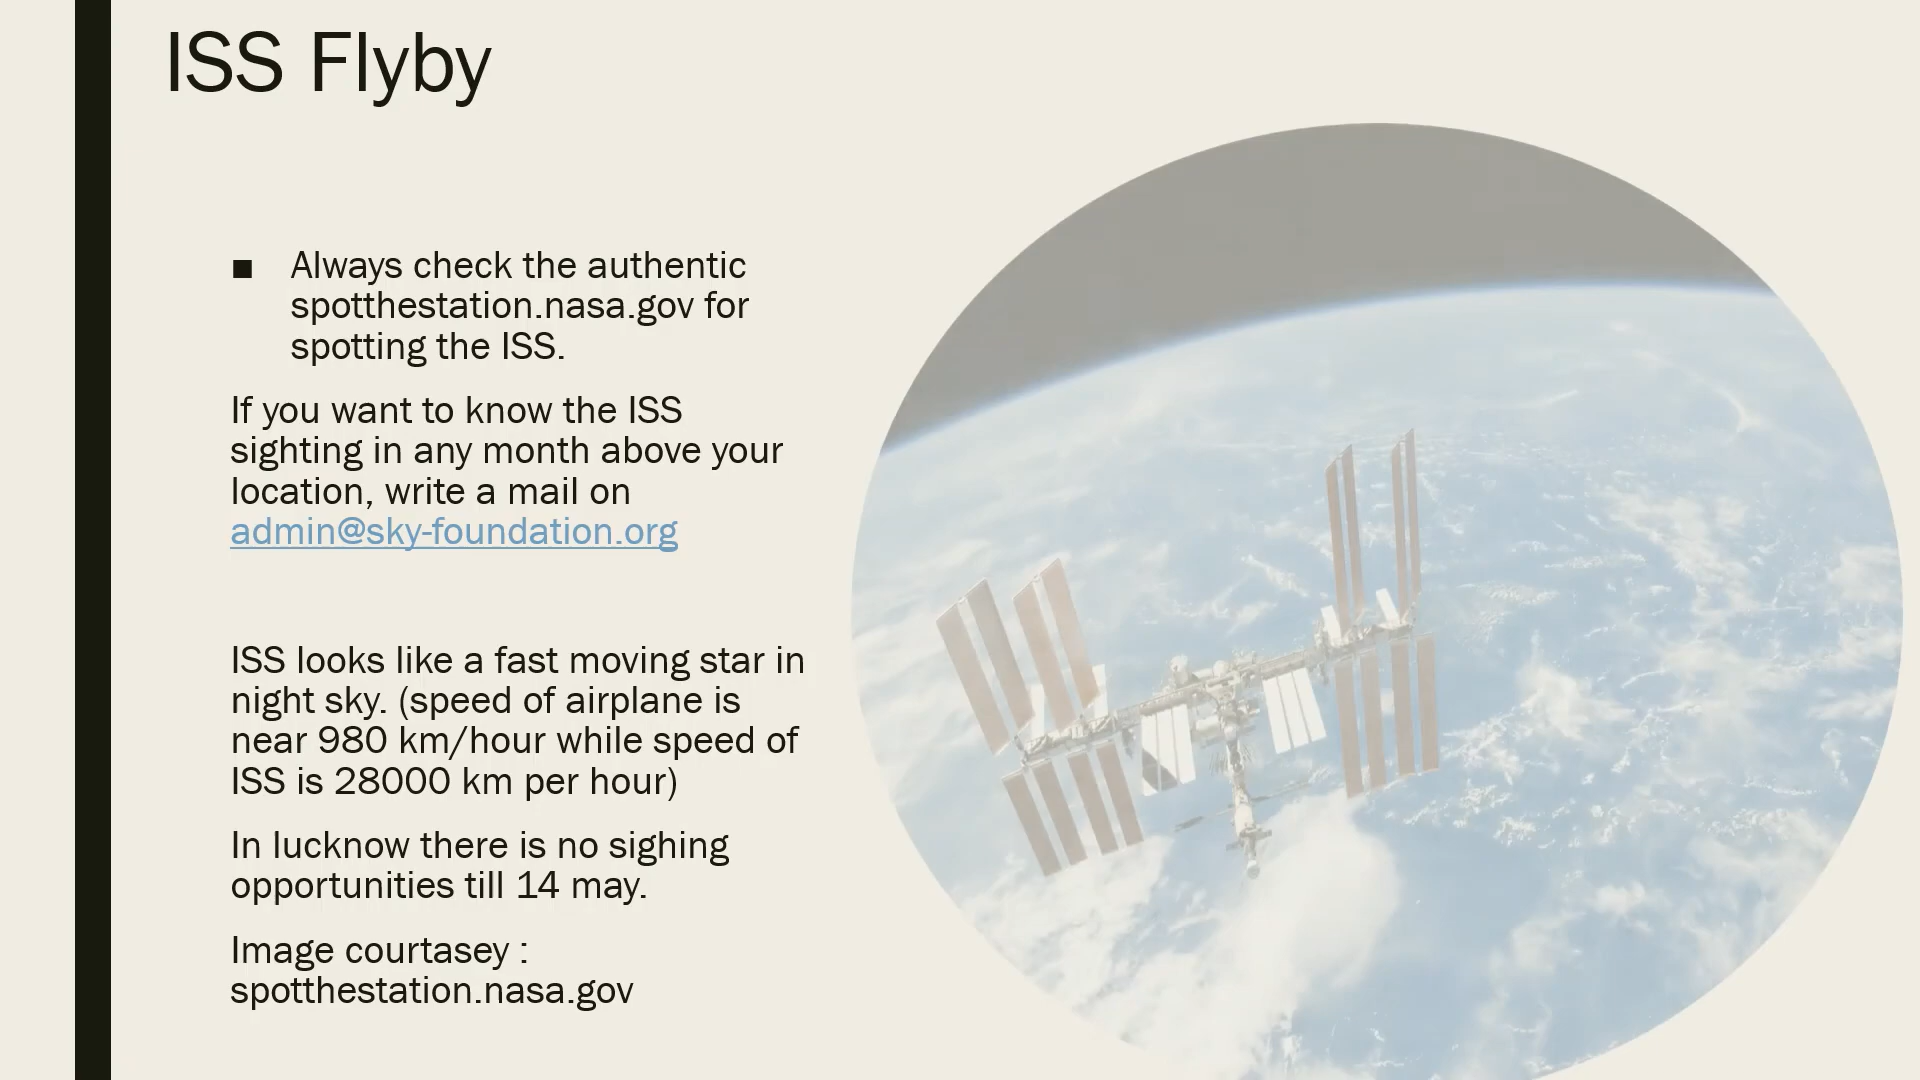 ISS Flyby
■ Always check the authentic
spotthestation.nasa.gov for
spotting the ISS.
If you want to know the ISS
sighting in any month above your
location, write a mail on
admin@sky-foundation.org
ISS looks like a fast moving star in
night sky. (speed of airplane is
near 980 km/hour while speed of
ISS is 28000 km per hour)
In lucknow there is no sighing
opportunities till 14 may.
Image courtasey :
spotthestation.nasa.gov